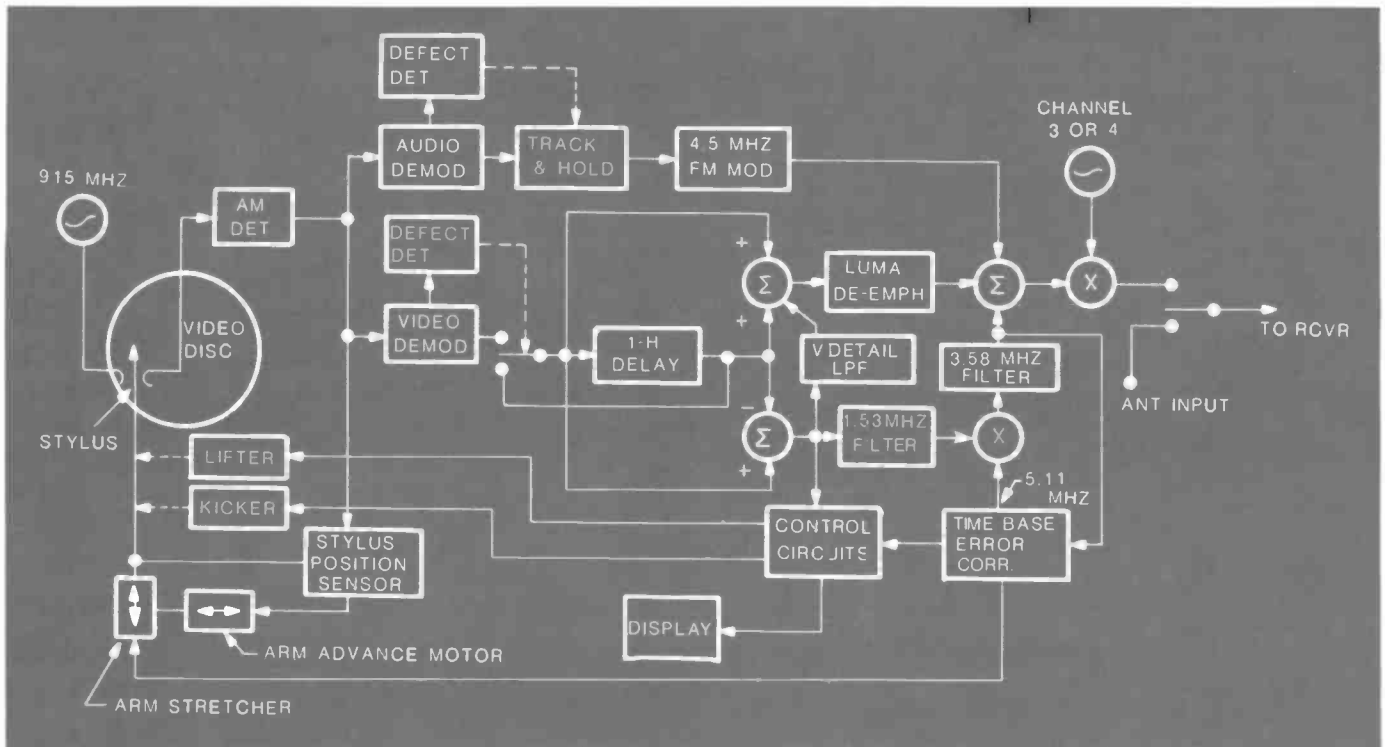 DEFECT
DET
CHANNEL
3 OR 4
915 MHZ
AM
DET
AUDIO
DEMOD
TRACK
& HOLD
4.5 MHZ
FM MOD
DEFECT
DET
VIDEO
DISC
VIDEO
DEMOD
1-H
DELAY
+
Σ
+
LUMA
DE-EMPH
Σ
X
TO RCVR
V DETAIL
LPF
3.58 MHZ
FILTER
ANT INPUT
STYLUS
-
Σ
+
1.53MHZ
FILTER
X
5.11
MHZ
LIFTER
KICKER
STYLUS
POSITION
SENSOR
CONTROL
CIRCUITS
TIME BASE
ERROR
CORR.
DISPLAY
ARM ADVANCE MOTOR
ARM STRETCHER